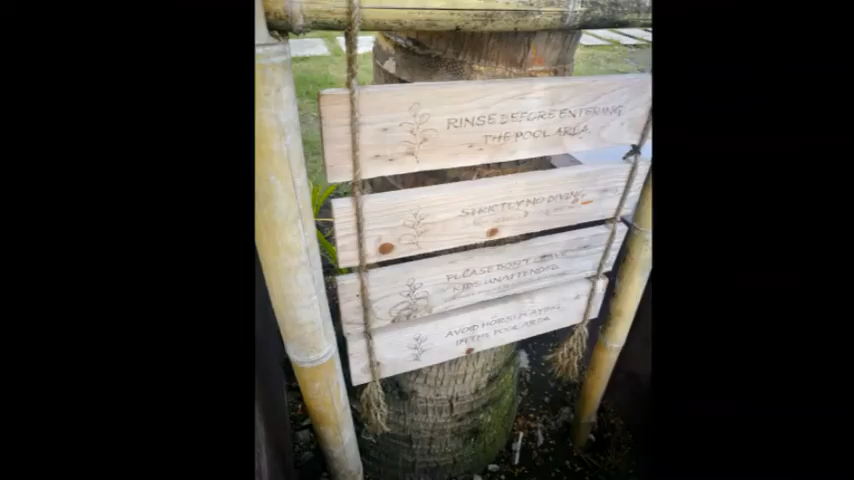 RINSE BEFORE ENTERING
THE POOL AREA
STRICTLY NO DIVING
PLEASE DON'T LEAVE
KIDS UNATTENDED
AVOID HORSEPLAYING
IN THE POOL AREA